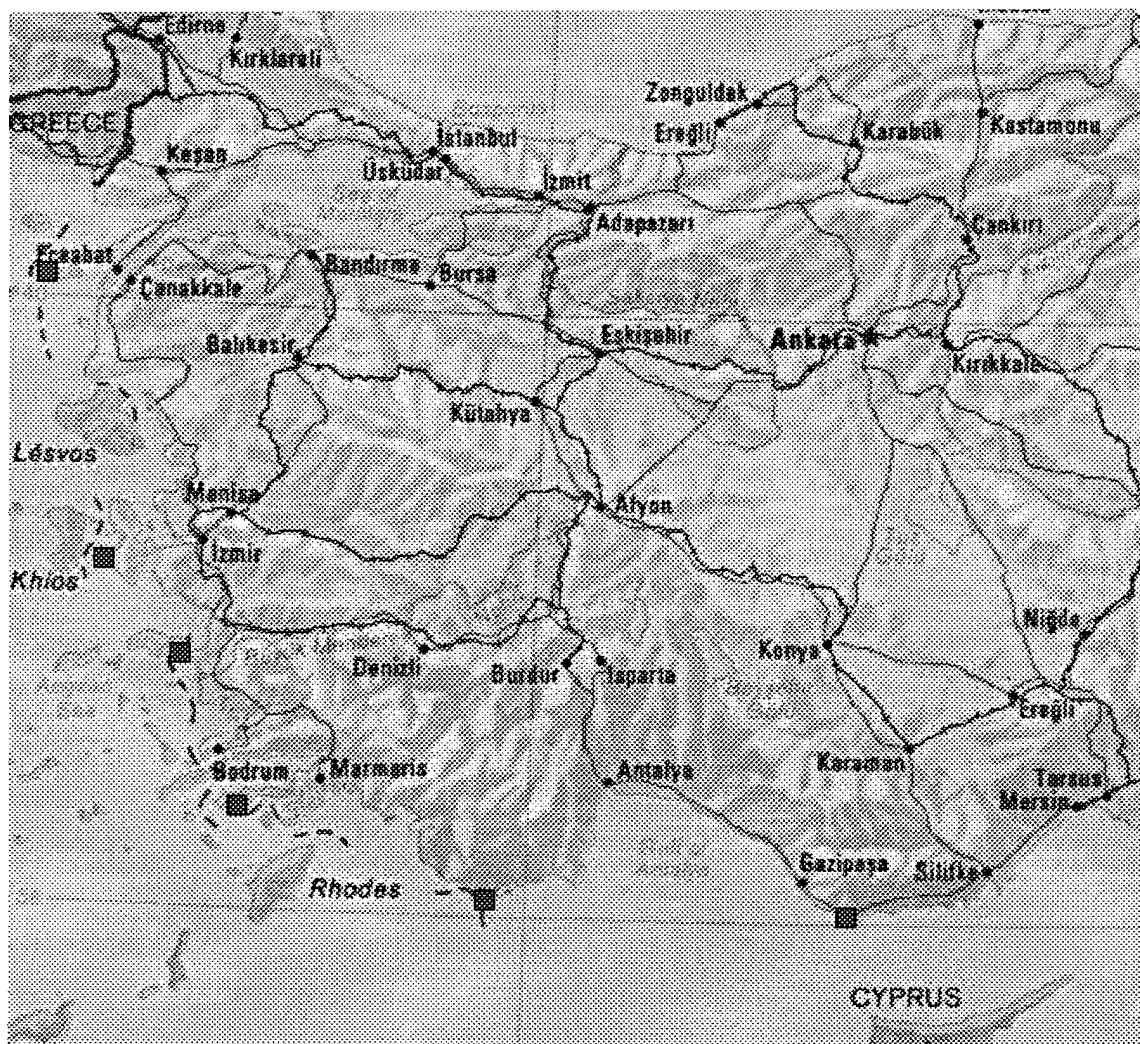 Edirne
Kırklareli
Zonguldak
GREECE
Ereğli
Karabük
Kastamonu
Keşan
İstanbul
Üsküdar
İzmit
Adapazarı
Çankırı
Eceabat
Çanakkale
Bandırma
Bursa
Balıkesir
Eskişehir
Ankara
Kırıkkale
Kütahya
Lésvos
Manisa
Afyon
İzmir
Khíos
Niğde
Konya
Denizli
Burdur
Isparta
Ereğli
Bodrum
Marmaris
Antalya
Karaman
Tarsus
Mersin
Rhodes
Gazipaşa
Silifke
CYPRUS